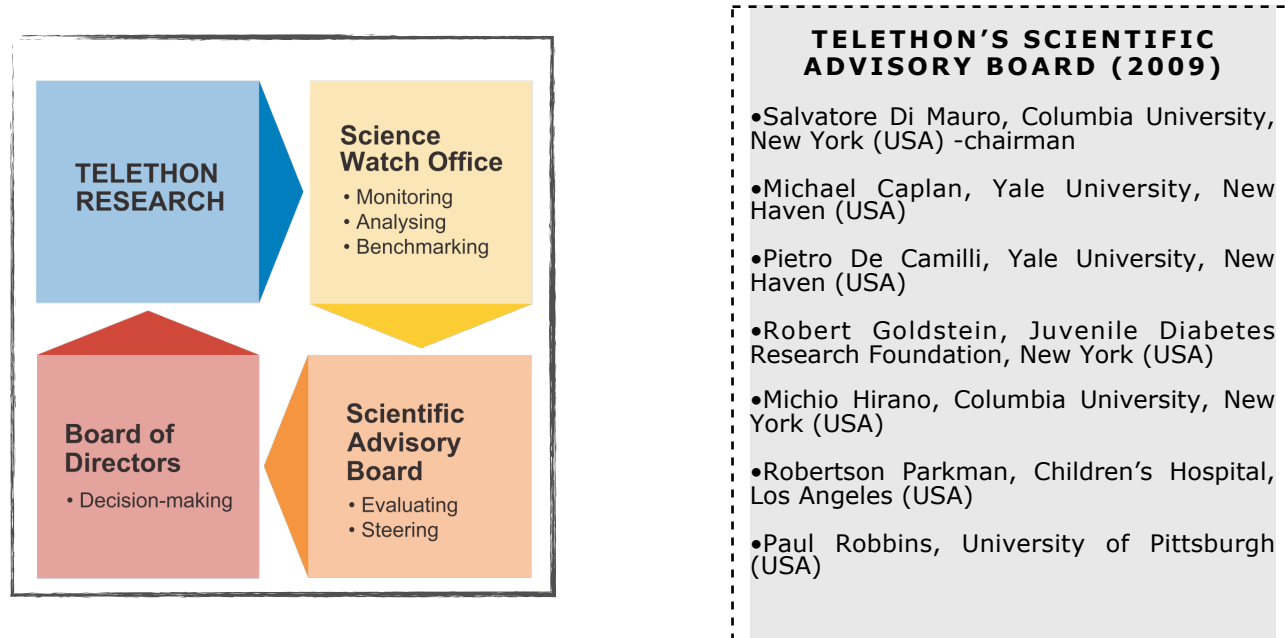 TELETHON
RESEARCH
Science
Watch Office
• Monitoring
• Analysing
• Benchmarking
Scientific
Advisory
Board
• Evaluating
• Steering
Board of
Directors
• Decision-making
TELETHON’S SCIENTIFIC
ADVISORY BOARD (2009)
•Salvatore Di Mauro, Columbia University,
New York (USA) -chairman
•Michael Caplan, Yale University, New
Haven (USA)
•Pietro De Camilli, Yale University, New
Haven (USA)
•Robert Goldstein, Juvenile Diabetes
Research Foundation, New York (USA)
•Michio Hirano, Columbia University, New
York (USA)
•Robertson Parkman, Children’s Hospital,
Los Angeles (USA)
•Paul Robbins, University of Pittsburgh
(USA)